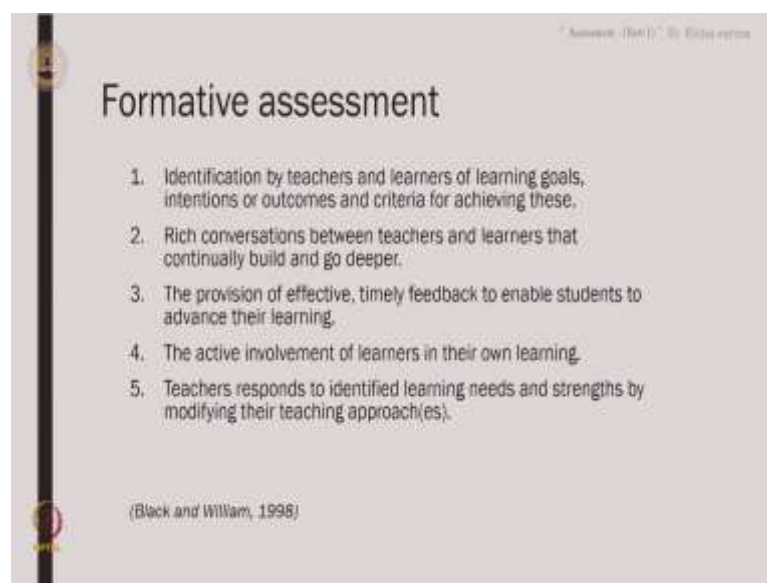 Formative assessment
1. Identification by teachers and learners of learning goals,
intentions or outcomes and criteria for achieving these.
2. Rich conversations between teachers and learners that
continually build and go deeper.
3. The provision of effective, timely feedback to enable students to
advance their learning.
4. The active involvement of learners in their own learning.
5. Teachers responds to identified learning needs and strengths by
modifying their teaching approach(es).
(Black and William, 1998)